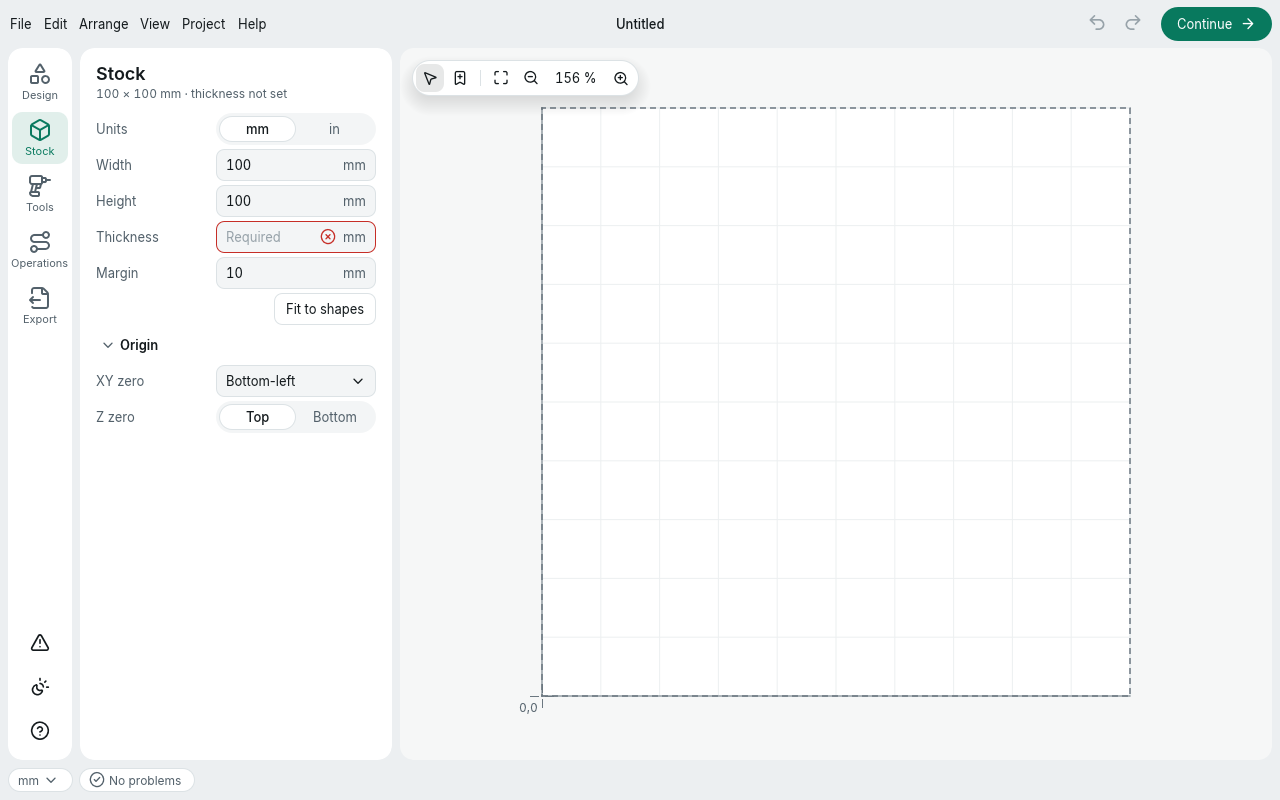 File Edit Arrange View Project Help
Untitled
Continue
Design
Stock
Tools
Operations
Export
Stock
100 × 100 mm · thickness not set
Units mm in
Width 100 mm
Height 100 mm
Thickness Required mm
Margin 10 mm
Fit to shapes
Origin
XY zero Bottom-left
Z zero Top Bottom
156 %
0,0
mm
No problems